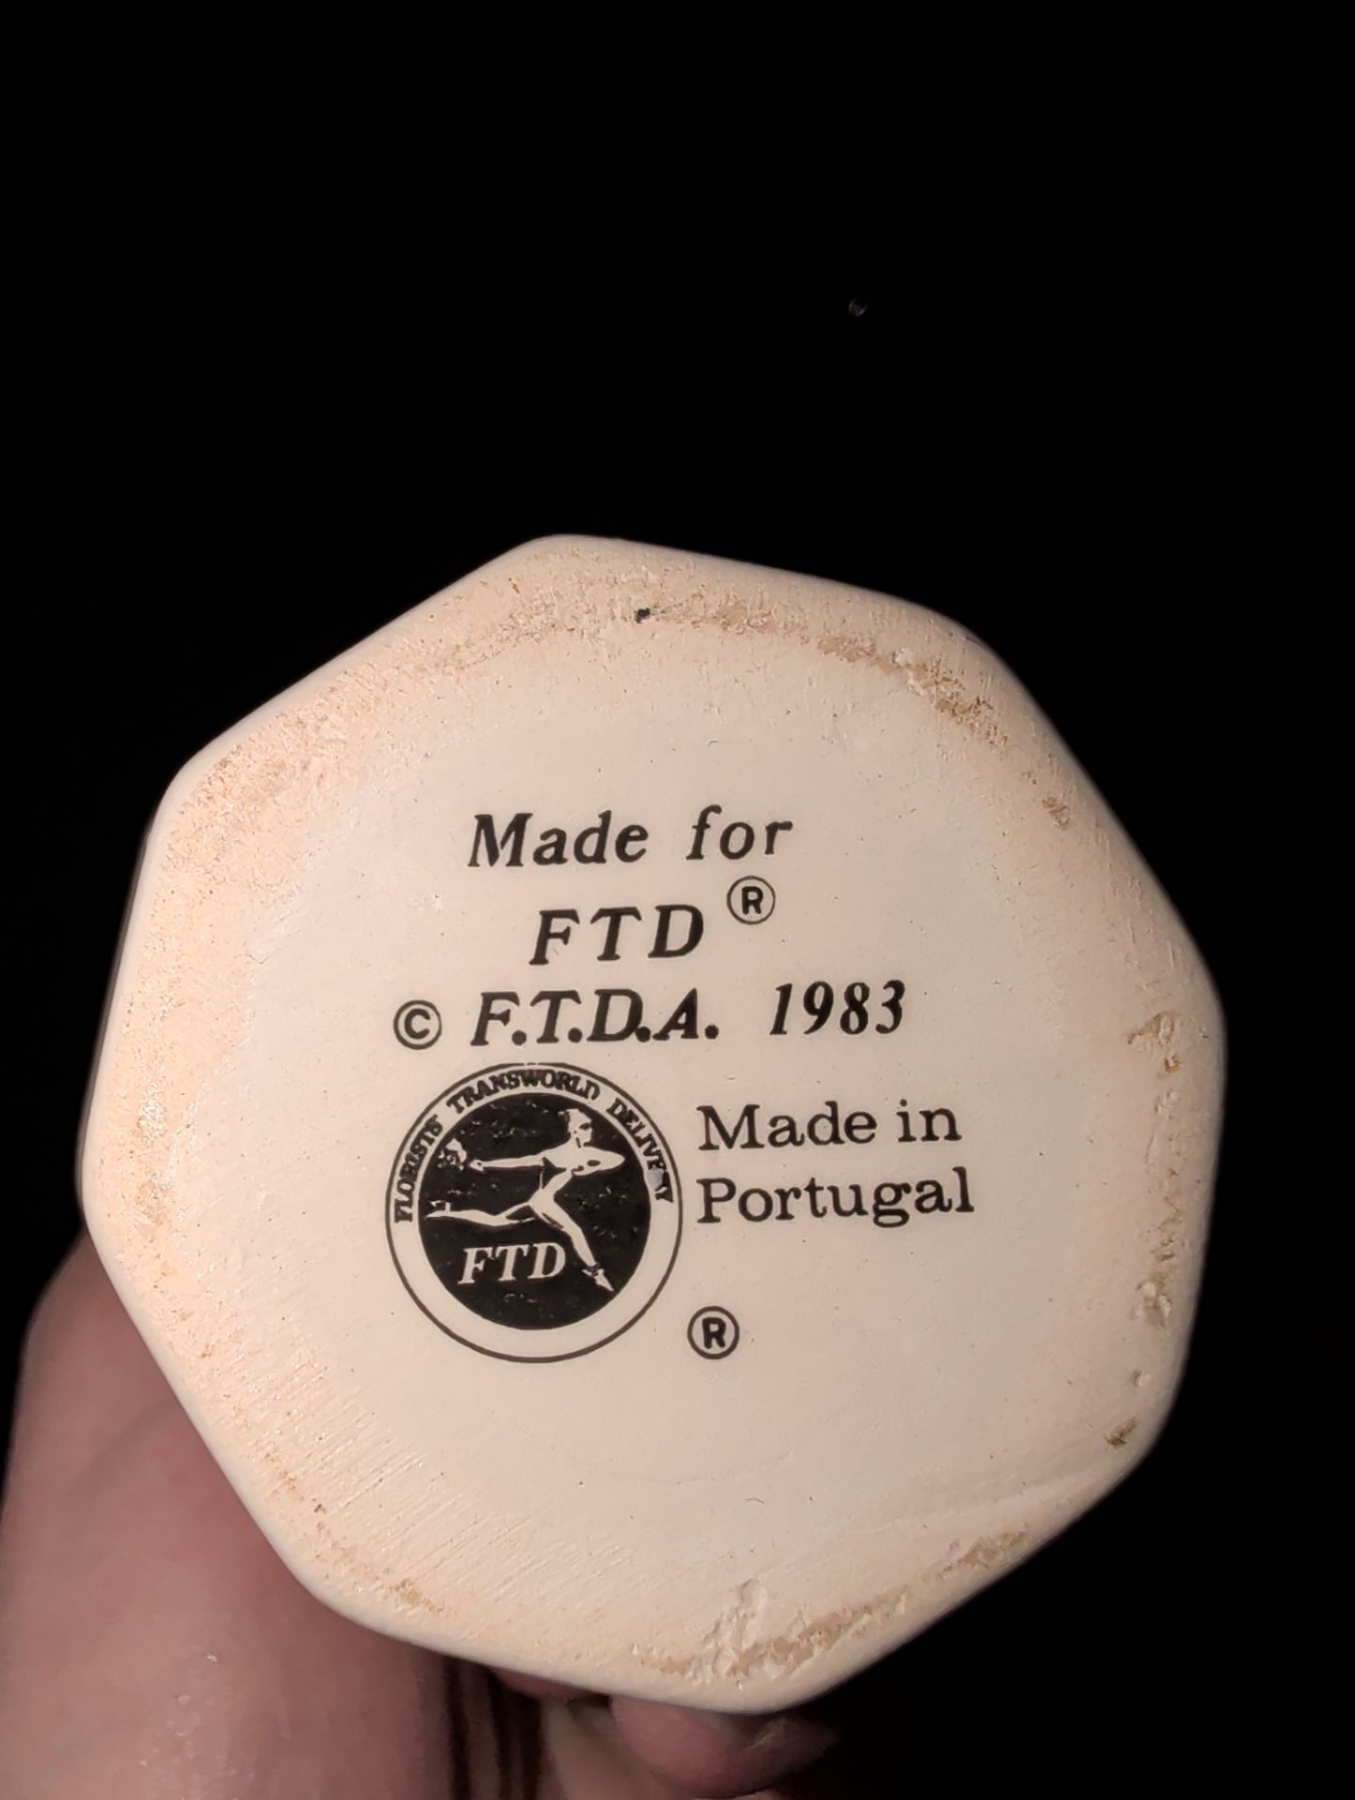 Made for
FTD ®
© F.T.D.A. 1983
FLORISTS' TRANSWORLD DELIVERY
FTD
Made in
Portugal
®